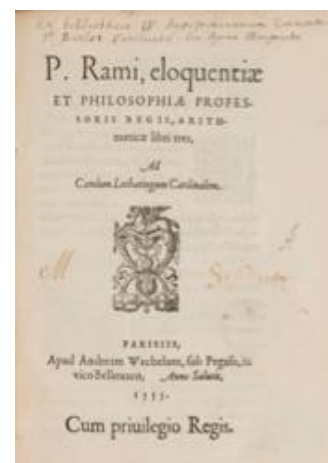 P. Rami, eloquentiæ
ET PHILOSOPHIÆ PROFES-
SORIS REGII, ARITH-
meticæ libri tres,
Ad
Carolum Lotharingum Cardinalem.
PARISIIS,
Apud Andream Wechelum, sub Pegaso, in
vico Bellouaco, Anno Salutis,
1555.
Cum priuilegio Regis.